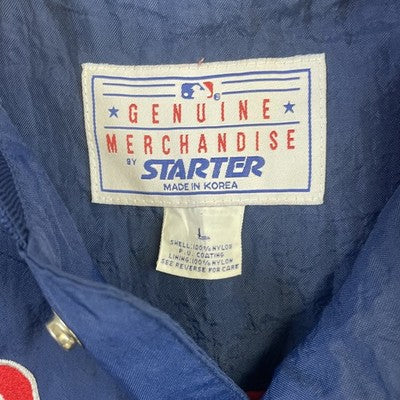 GENUINE
MERCHANDISE
BY STARTER
MADE IN KOREA
L
SHELL: 100% NYLON
P.U. COATING
LINING: 100% NYLON
SEE REVERSE FOR CARE